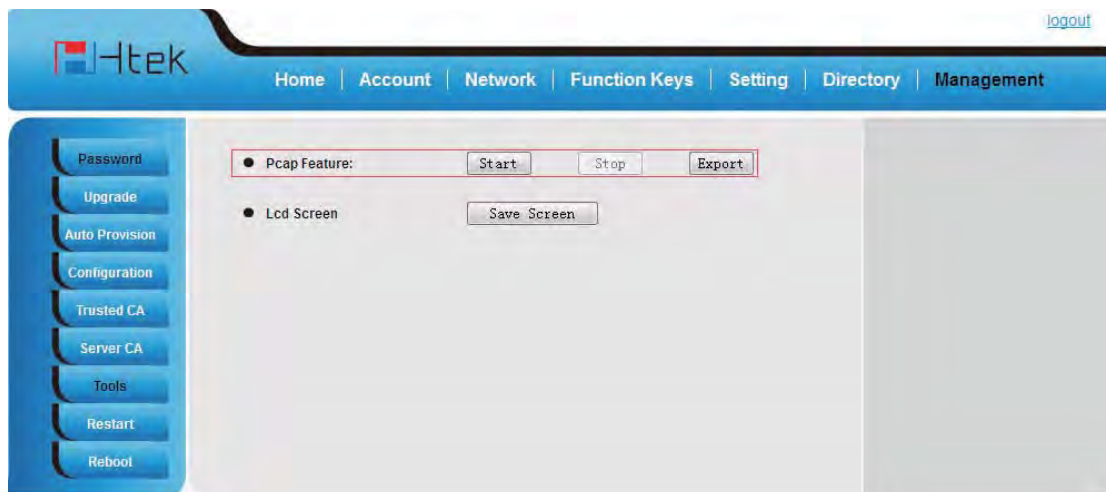 logout
Htek
Home | Account | Network | Function Keys | Setting | Directory | Management
Password
Upgrade
Auto Provision
Configuration
Trusted CA
Server CA
Tools
Restart
Reboot
Pcap Feature: Start Stop Export
Lcd Screen Save Screen